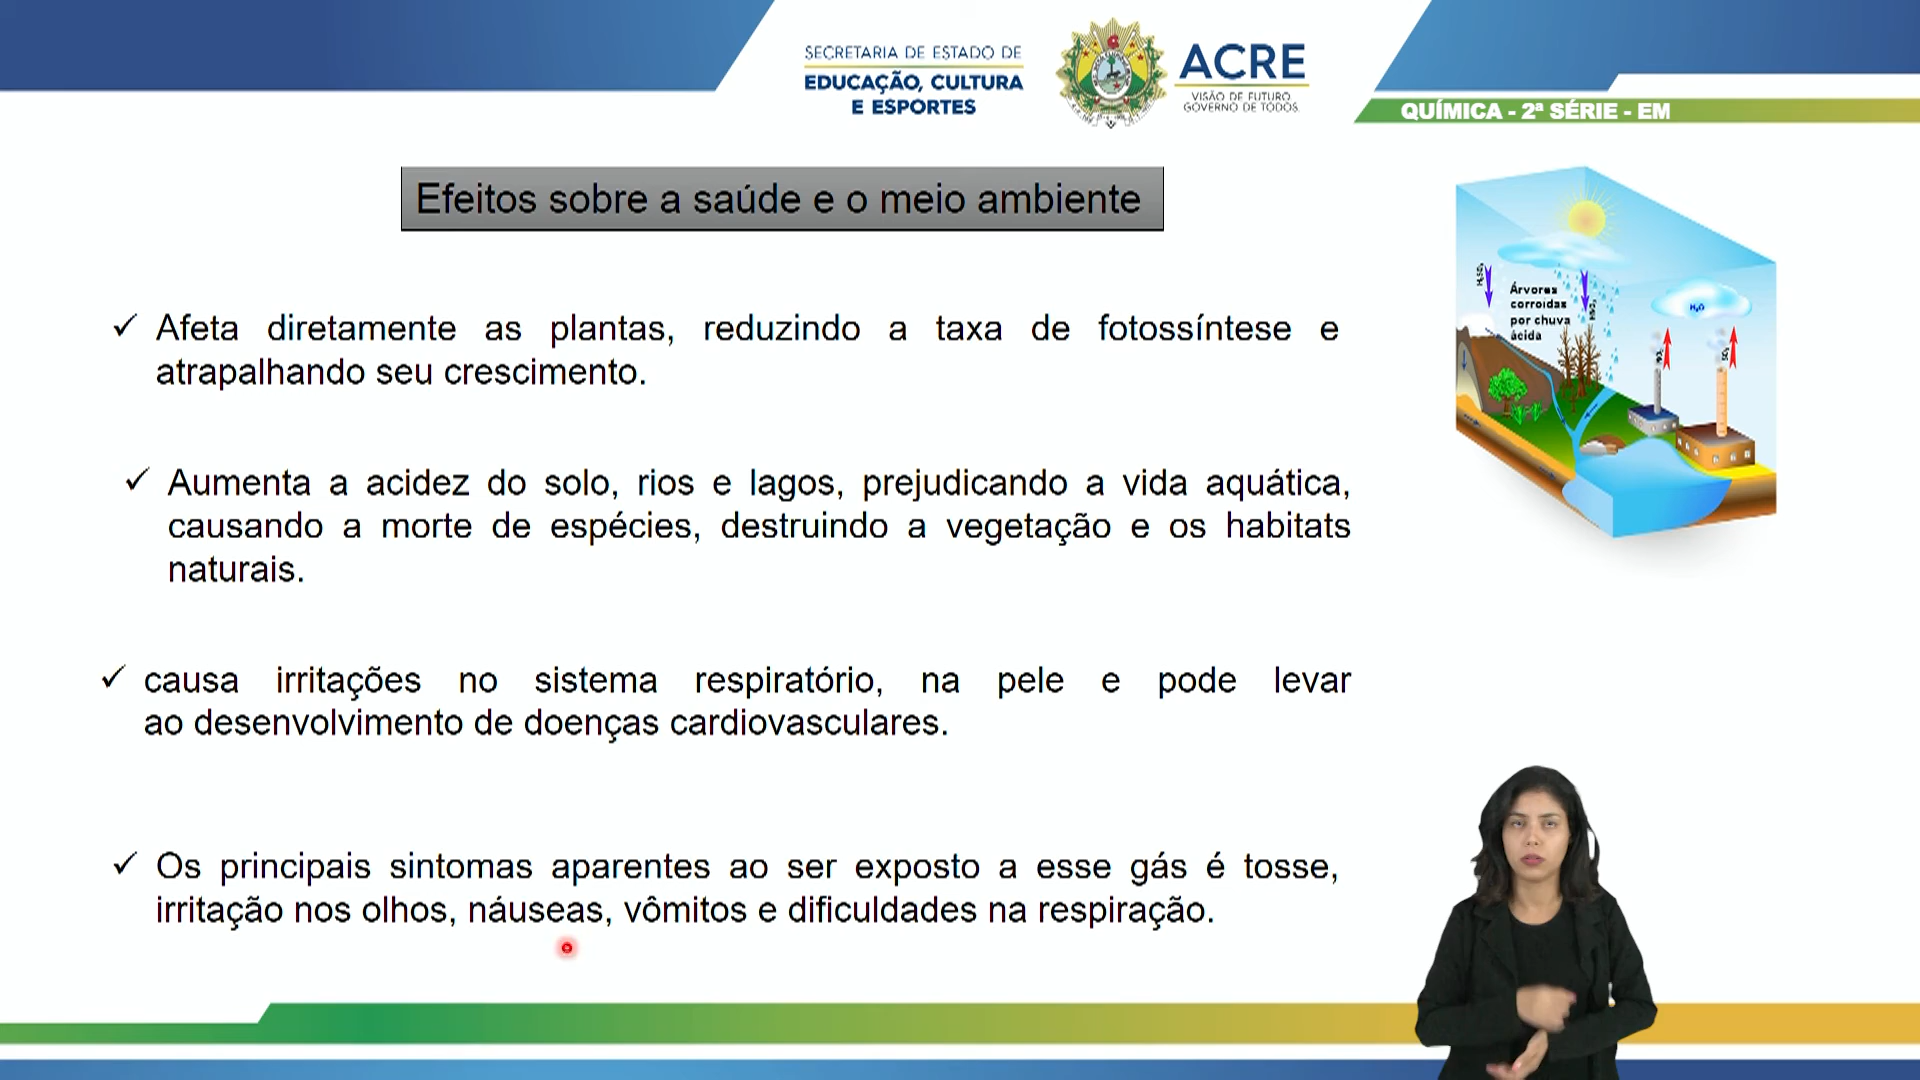 SECRETARIA DE ESTADO DE
EDUCAÇÃO, CULTURA
E ESPORTES
ACRE
VISÃO DE FUTURO
GOVERNO DE TODOS
QUÍMICA - 2ª SÉRIE - EM
Efeitos sobre a saúde e o meio ambiente
✓ Afeta diretamente as plantas, reduzindo a taxa de fotossíntese e
atrapalhando seu crescimento.
✓ Aumenta a acidez do solo, rios e lagos, prejudicando a vida aquática,
causando a morte de espécies, destruindo a vegetação e os habitats
naturais.
✓ causa irritações no sistema respiratório, na pele e pode levar
ao desenvolvimento de doenças cardiovasculares.
✓ Os principais sintomas aparentes ao ser exposto a esse gás é tosse,
irritação nos olhos, náuseas, vômitos e dificuldades na respiração.
Árvores
corroidas
por chuva
ácida
H₂O